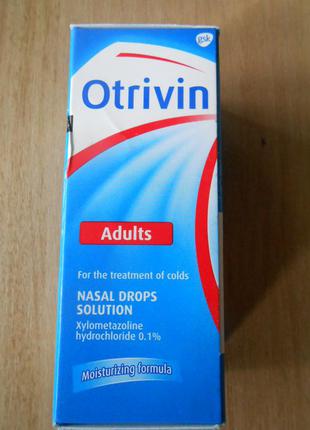 gsk
Otrivin
Adults
For the treatment of colds
NASAL DROPS
SOLUTION
Xylometazoline
hydrochloride 0.1%
Moisturizing formula